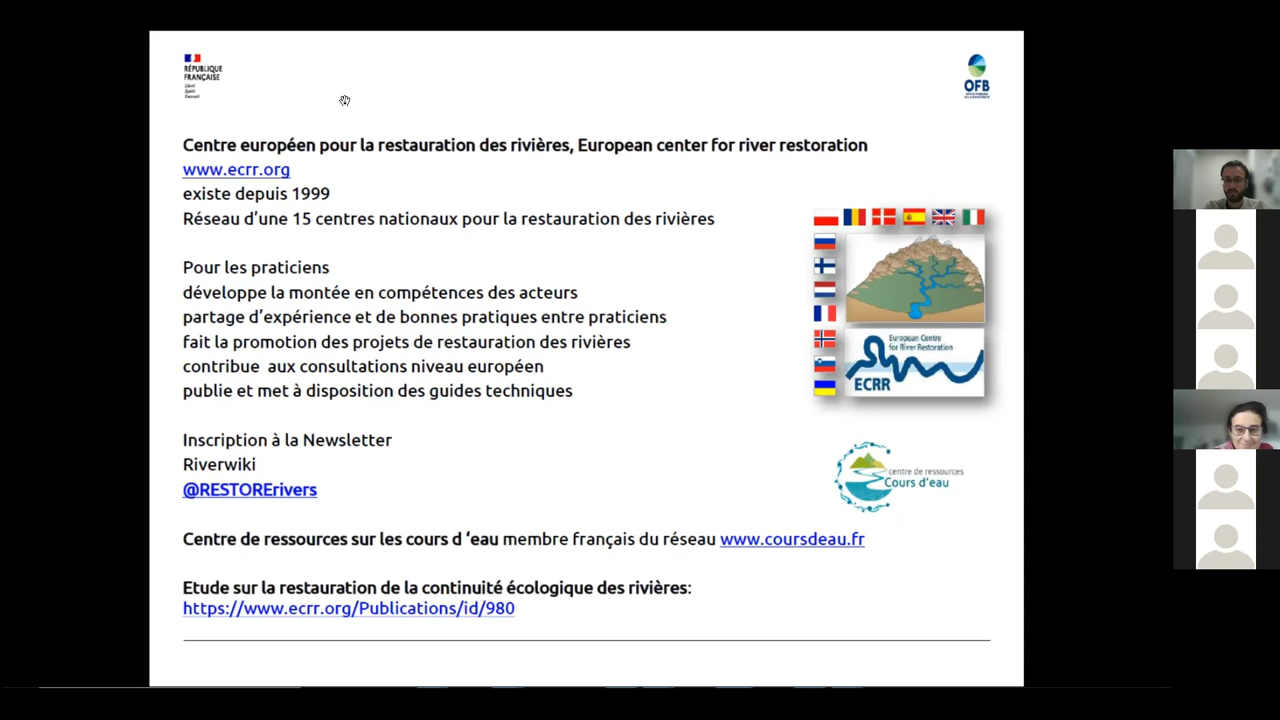 RÉPUBLIQUE
FRANÇAISE
Liberté
Égalité
Fraternité
OFB
Centre européen pour la restauration des rivières, European center for river restoration
www.ecrr.org
existe depuis 1999
Réseau d’une 15 centres nationaux pour la restauration des rivières
Pour les praticiens
développe la montée en compétences des acteurs
partage d’expérience et de bonnes pratiques entre praticiens
fait la promotion des projets de restauration des rivières
contribue  aux consultations niveau européen
publie et met à disposition des guides techniques
European Centre
for River Restoration
ECRR
Inscription à la Newsletter
Riverwiki
@RESTORErivers
centre de ressources
Cours d'eau
Centre de ressources sur les cours d ‘eau membre français du réseau www.coursdeau.fr
Etude sur la restauration de la continuité écologique des rivières:
https://www.ecrr.org/Publications/id/980